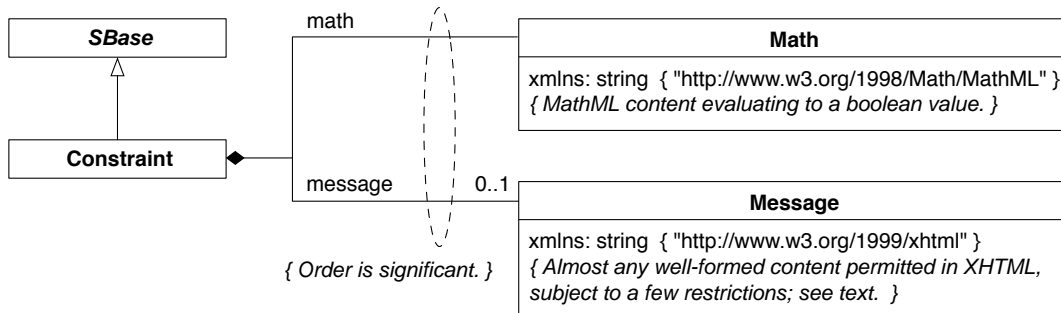 SBase
Constraint
math
message
0..1
{ Order is significant. }
Math
xmlns: string { "http://www.w3.org/1998/Math/MathML" }
{ MathML content evaluating to a boolean value. }
Message
xmlns: string { "http://www.w3.org/1999/xhtml" }
{ Almost any well-formed content permitted in XHTML,
subject to a few restrictions; see text. }